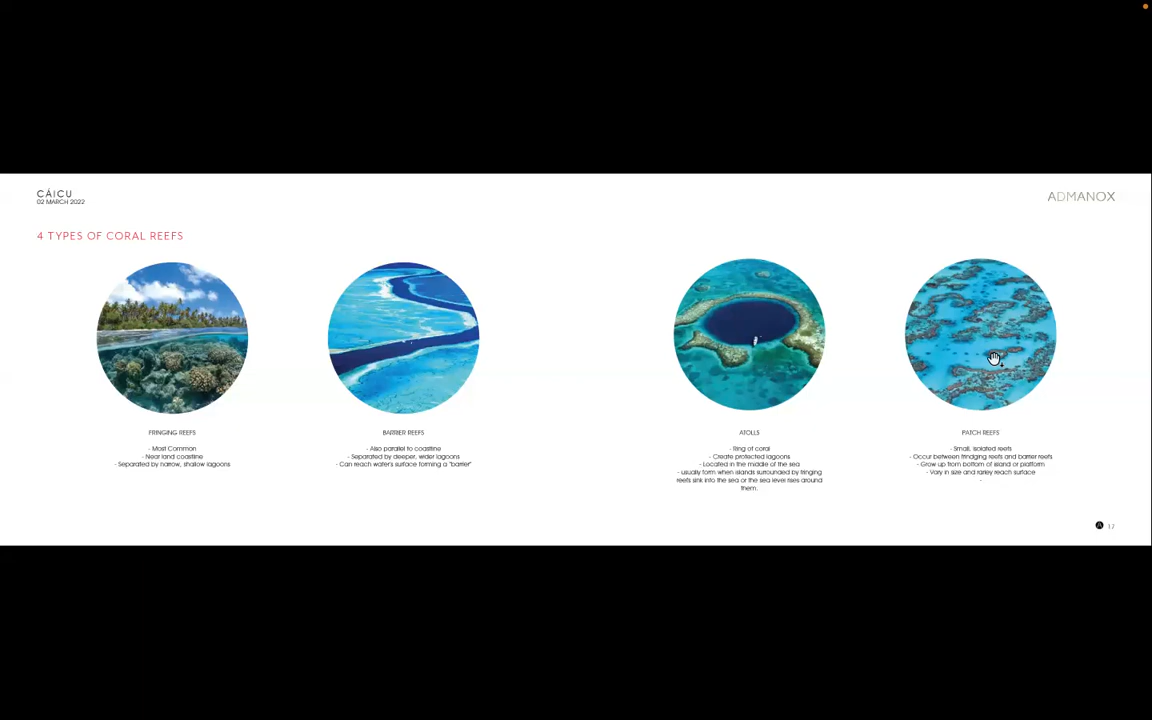 CÁICU
02 MARCH 2022
ADMANOX
4 TYPES OF CORAL REEFS
FRINGING REEFS
- Most Common
- Near land coastline
- Separated by narrow, shallow lagoons
BARRIER REEFS
- Also parallel to coastline
- Separated by deeper, wider lagoons
- Can reach water's surface forming a "barrier"
ATOLLS
- Ring of coral
- Create protected lagoons
- Located in the middle of the sea
- usually form when islands surrounded by fringing
reefs sink into the sea or the sea level rises around
them.
PATCH REEFS
- Small, isolated reefs
- Occur between frindging reefs and barrier reefs
- Grow up from bottom of island or platform
- Vary in size and rarley reach surface
-
A 17